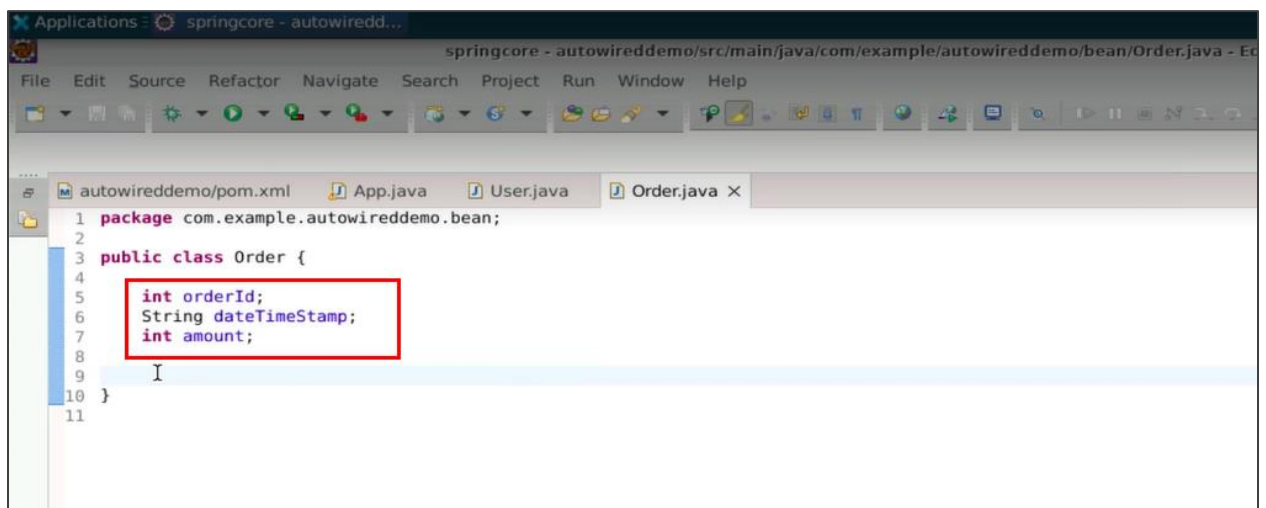 Applications : springcore - autowiredd...
springcore - autowireddemo/src/main/java/com/example/autowireddemo/bean/Order.java - Ec
File Edit Source Refactor Navigate Search Project Run Window Help
autowireddemo/pom.xml App.java User.java Order.java
1 package com.example.autowireddemo.bean;
2
3 public class Order {
4
5 int orderId;
6 String dateTimeStamp;
7 int amount;
8
9
10 }
11